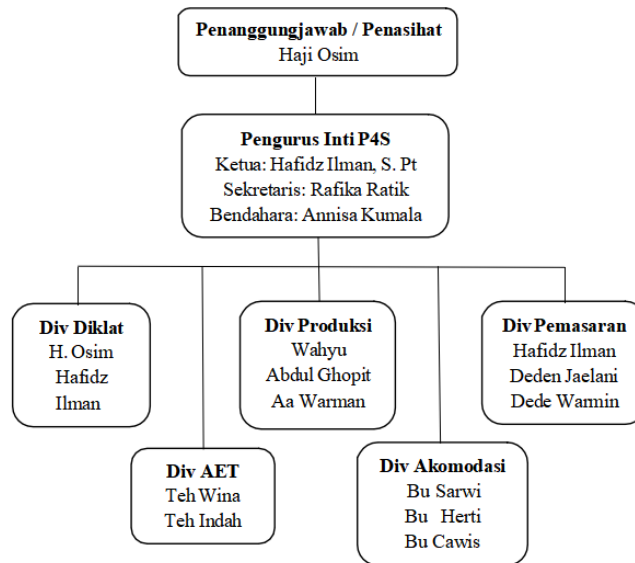 Penanggungjawab / Penasihat
Haji Osim
Pengurus Inti P4S
Ketua: Hafidz Ilman, S. Pt
Sekretaris: Rafika Ratik
Bendahara: Annisa Kumala
Div Diklat
H. Osim
Hafidz
Ilman
Div Produksi
Wahyu
Abdul Ghopit
Aa Warman
Div Pemasaran
Hafidz Ilman
Deden Jaelani
Dede Warmin
Div AET
Teh Wina
Teh Indah
Div Akomodasi
Bu Sarwi
Bu Herti
Bu Cawis